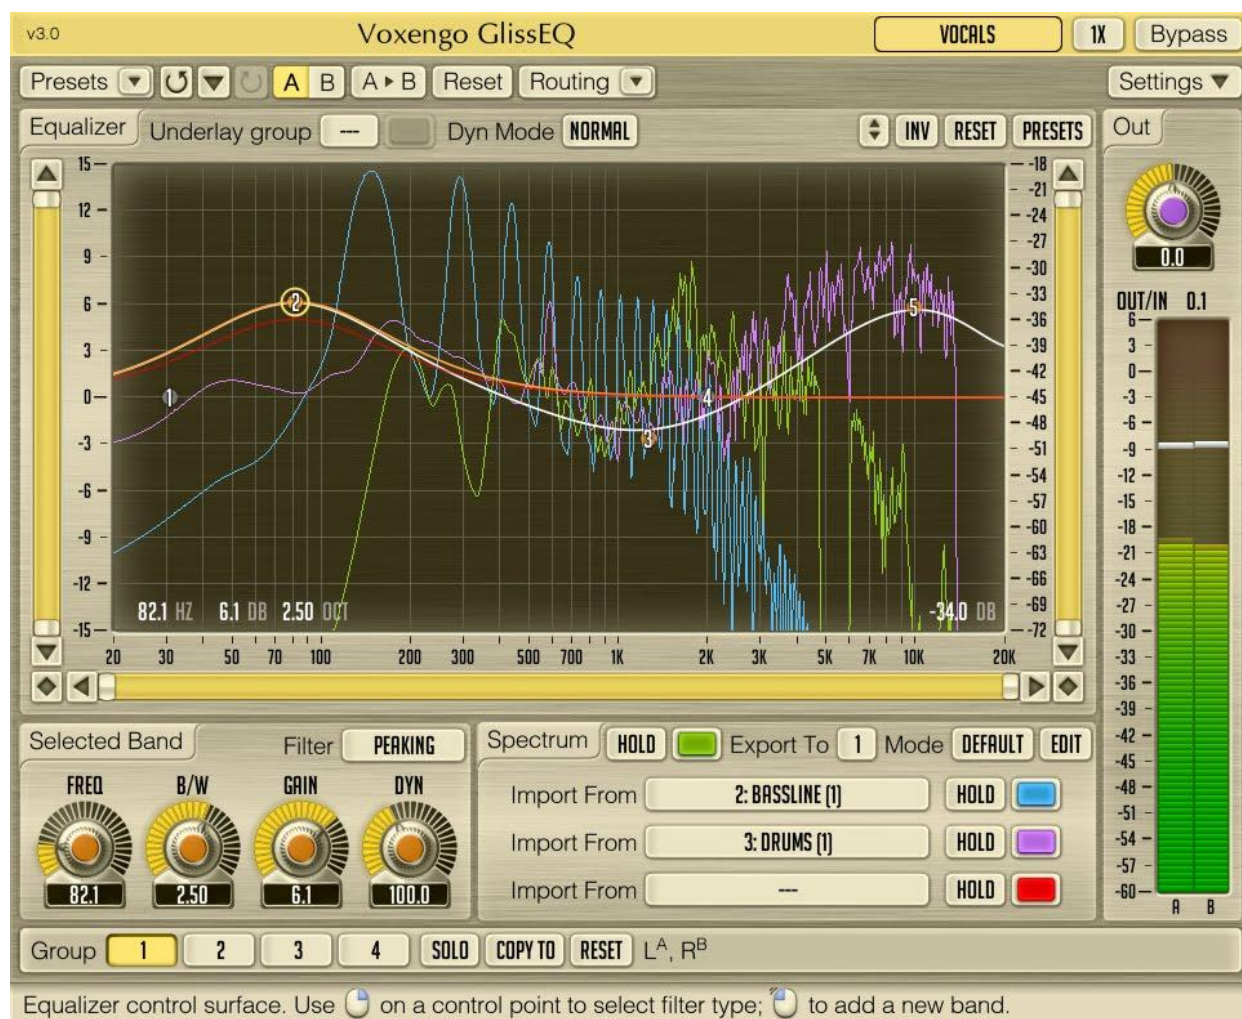 v3.0 Voxengo GlissEQ VOCALS 1X Bypass
Presets A B A▸B Reset Routing Settings
Equalizer Underlay group --- Dyn Mode NORMAL INV RESET PRESETS Out
15 -18
-21
12 -24
9 -27
-30
6 -33
-36
3 -39
-42
0 -45
-48
-3 -51
-54
-6 -57
-60
-9 -63
-66
-12 -69
-15 -72
1 2 3 4 5
82.1 HZ 6.1 DB 2.50 OCT -34.0 DB
20 30 50 70 100 200 300 500 700 1K 2K 3K 5K 7K 10K 20K
0.0
OUT/IN 0.1
6
3
0
-3
-6
-9
-12
-15
-18
-21
-24
-27
-30
-33
-36
-39
-42
-45
-48
-51
-54
-57
-60
A B
Selected Band Filter PEAKING
FREQ B/W GAIN DYN
82.1 2.50 6.1 100.0
Spectrum HOLD Export To 1 Mode DEFAULT EDIT
Import From 2: BASSLINE (1) HOLD
Import From 3: DRUMS (1) HOLD
Import From --- HOLD
Group 1 2 3 4 SOLO COPY TO RESET Lᴬ, Rᴮ
Equalizer control surface. Use on a control point to select filter type; to add a new band.